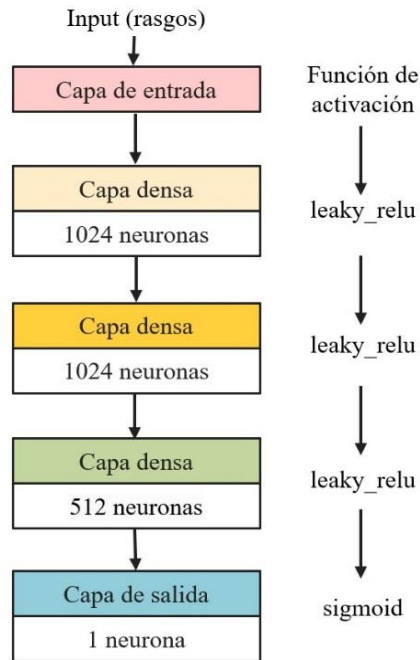 Input (rasgos)
Capa de entrada
Función de
activación
Capa densa
1024 neuronas
leaky_relu
Capa densa
1024 neuronas
leaky_relu
Capa densa
512 neuronas
leaky_relu
Capa de salida
1 neurona
sigmoid